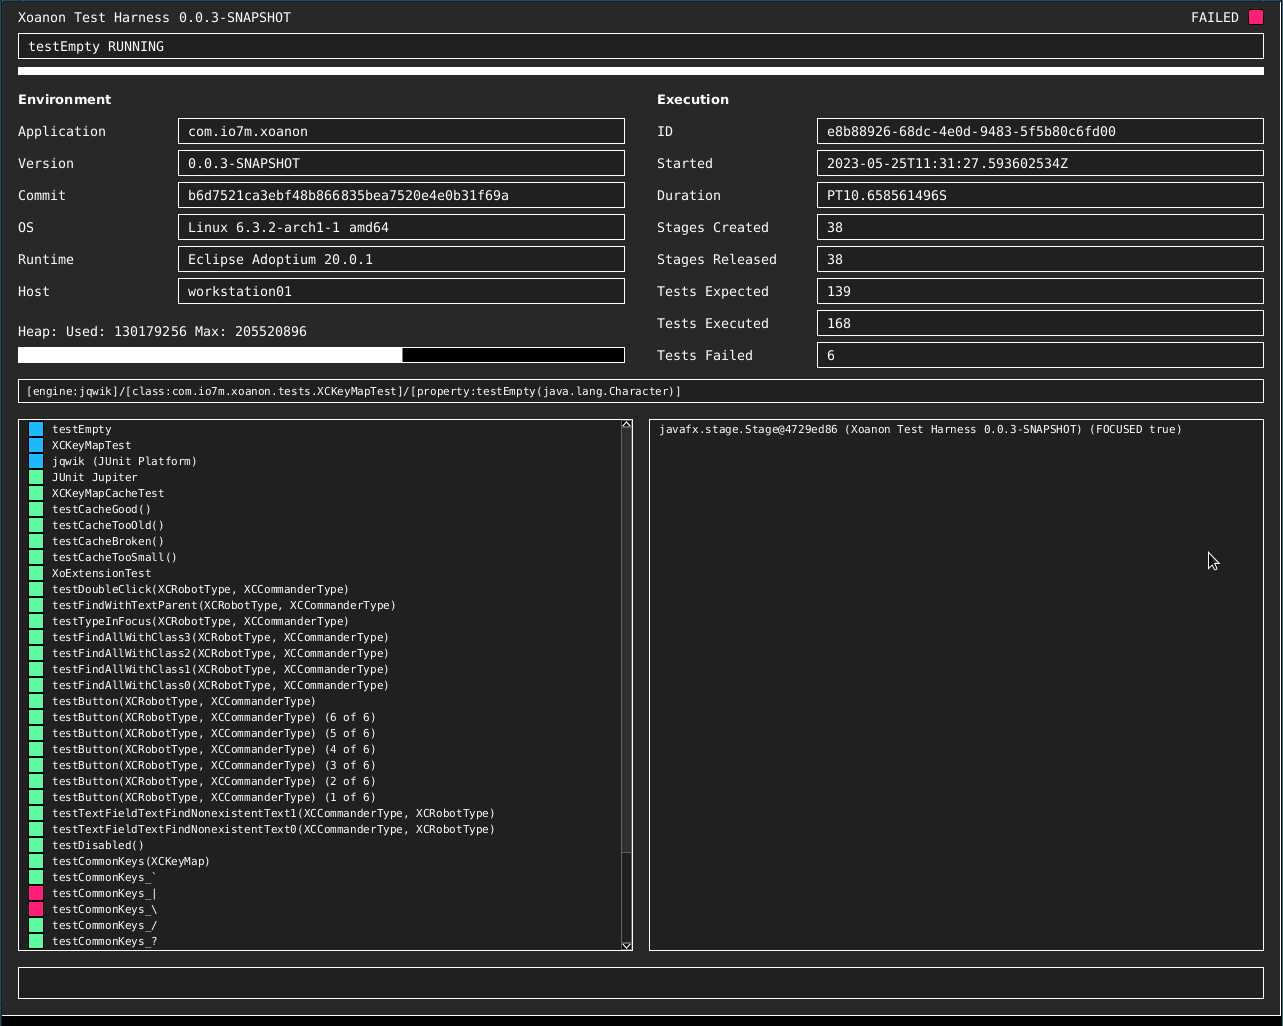 Xoanon Test Harness 0.0.3-SNAPSHOT FAILED
testEmpty RUNNING
Environment
Application com.io7m.xoanon
Version 0.0.3-SNAPSHOT
Commit b6d7521ca3ebf48b866835bea7520e4e0b31f69a
OS Linux 6.3.2-arch1-1 amd64
Runtime Eclipse Adoptium 20.0.1
Host workstation01
Heap: Used: 130179256 Max: 205520896
Execution
ID e8b88926-68dc-4e0d-9483-5f5b80c6fd00
Started 2023-05-25T11:31:27.593602534Z
Duration PT10.658561496S
Stages Created 38
Stages Released 38
Tests Expected 139
Tests Executed 168
Tests Failed 6
[engine:jqwik]/[class:com.io7m.xoanon.tests.XCKeyMapTest]/[property:testEmpty(java.lang.Character)]
testEmpty
XCKeyMapTest
jqwik (JUnit Platform)
JUnit Jupiter
XCKeyMapCacheTest
testCacheGood()
testCacheTooOld()
testCacheBroken()
testCacheTooSmall()
XoExtensionTest
testDoubleClick(XCRobotType, XCCommanderType)
testFindWithTextParent(XCRobotType, XCCommanderType)
testTypeInFocus(XCRobotType, XCCommanderType)
testFindAllWithClass3(XCRobotType, XCCommanderType)
testFindAllWithClass2(XCRobotType, XCCommanderType)
testFindAllWithClass1(XCRobotType, XCCommanderType)
testFindAllWithClass0(XCRobotType, XCCommanderType)
testButton(XCRobotType, XCCommanderType)
testButton(XCRobotType, XCCommanderType) (6 of 6)
testButton(XCRobotType, XCCommanderType) (5 of 6)
testButton(XCRobotType, XCCommanderType) (4 of 6)
testButton(XCRobotType, XCCommanderType) (3 of 6)
testButton(XCRobotType, XCCommanderType) (2 of 6)
testButton(XCRobotType, XCCommanderType) (1 of 6)
testTextFieldTextFindNonexistentText1(XCCommanderType, XCRobotType)
testTextFieldTextFindNonexistentText0(XCCommanderType, XCRobotType)
testDisabled()
testCommonKeys(XCKeyMap)
testCommonKeys_`
testCommonKeys_|
testCommonKeys_\
testCommonKeys_/
testCommonKeys_?
javafx.stage.Stage@4729ed86 (Xoanon Test Harness 0.0.3-SNAPSHOT) (FOCUSED true)